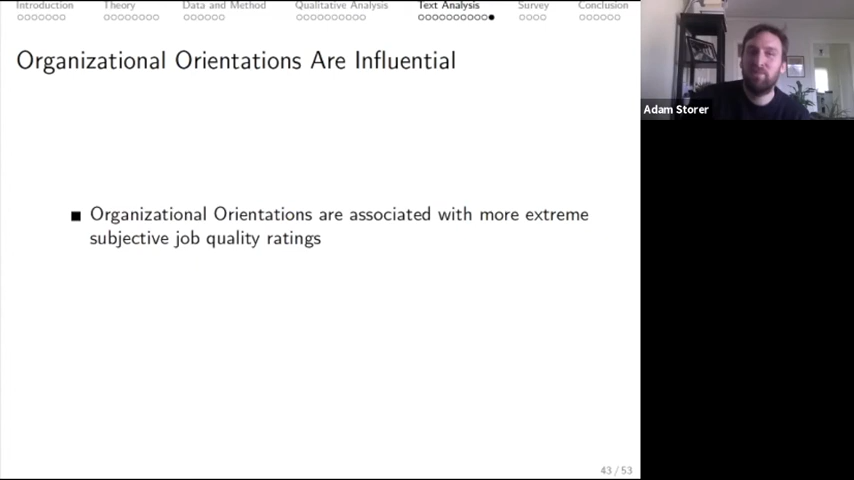 Introduction Theory Data and Method Qualitative Analysis Text Analysis Survey Conclusion
Organizational Orientations Are Influential
Adam Storer
Organizational Orientations are associated with more extreme
subjective job quality ratings
43 / 53